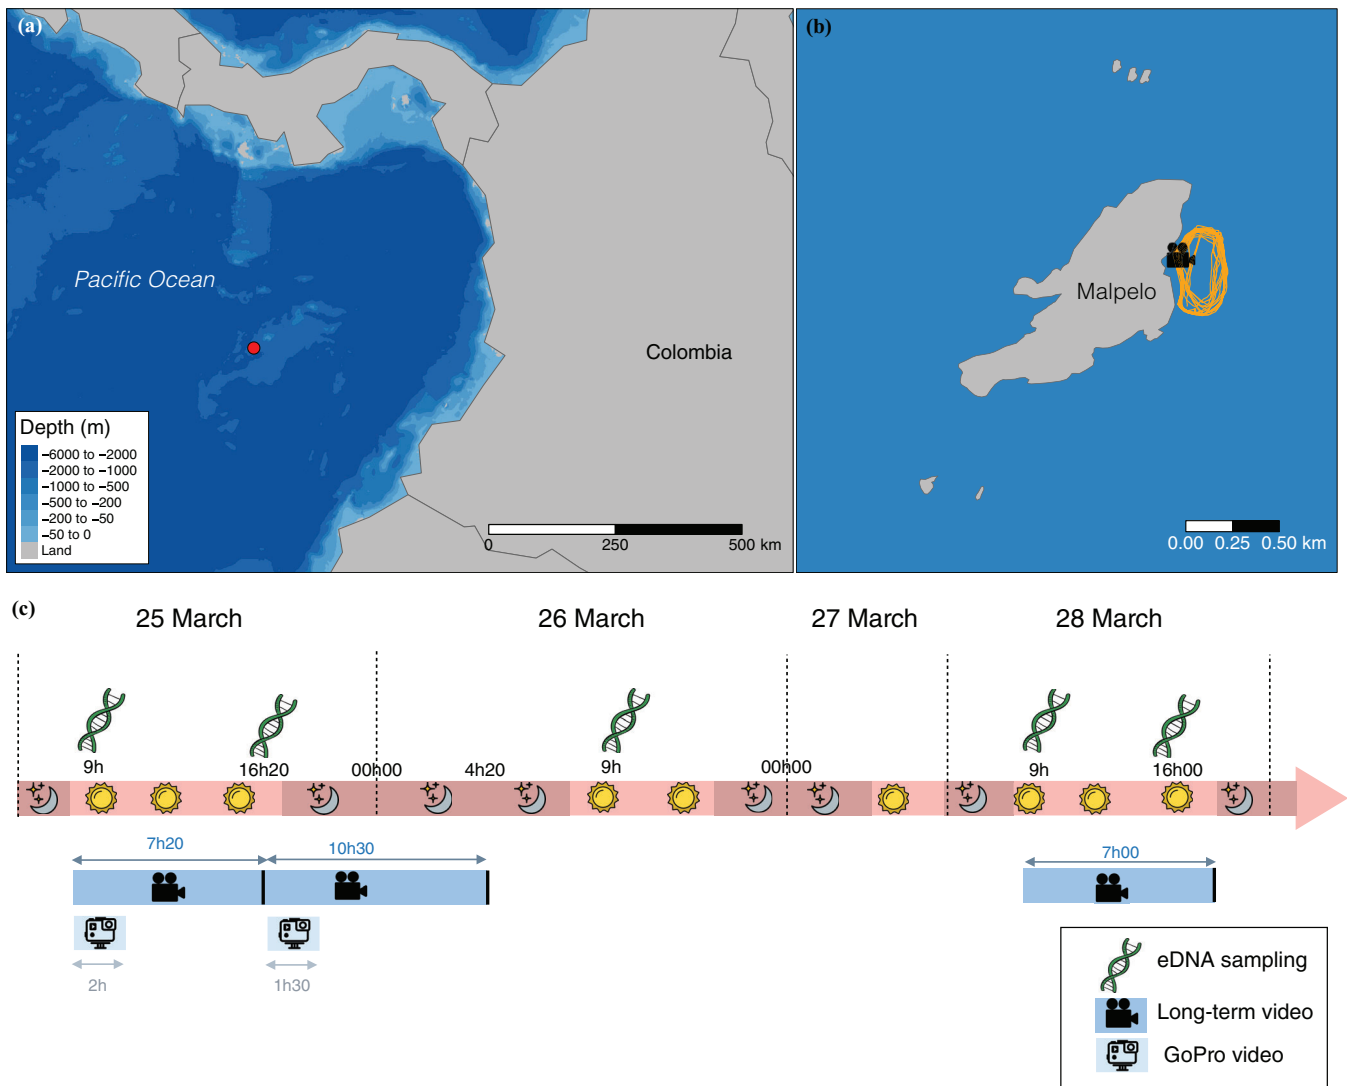 (a)
Pacific Ocean
Colombia
Depth (m)
−6000 to −2000
−2000 to −1000
−1000 to −500
−500 to −200
−200 to −50
−50 to 0
Land
0 250 500 km
(b)
Malpelo
0.00 0.25 0.50 km
(c)
25 March 26 March 27 March 28 March
9h 16h20 00h00 4h20 9h 00h00 9h 16h00
7h20 10h30 7h00
2h 1h30
eDNA sampling
Long-term video
GoPro video